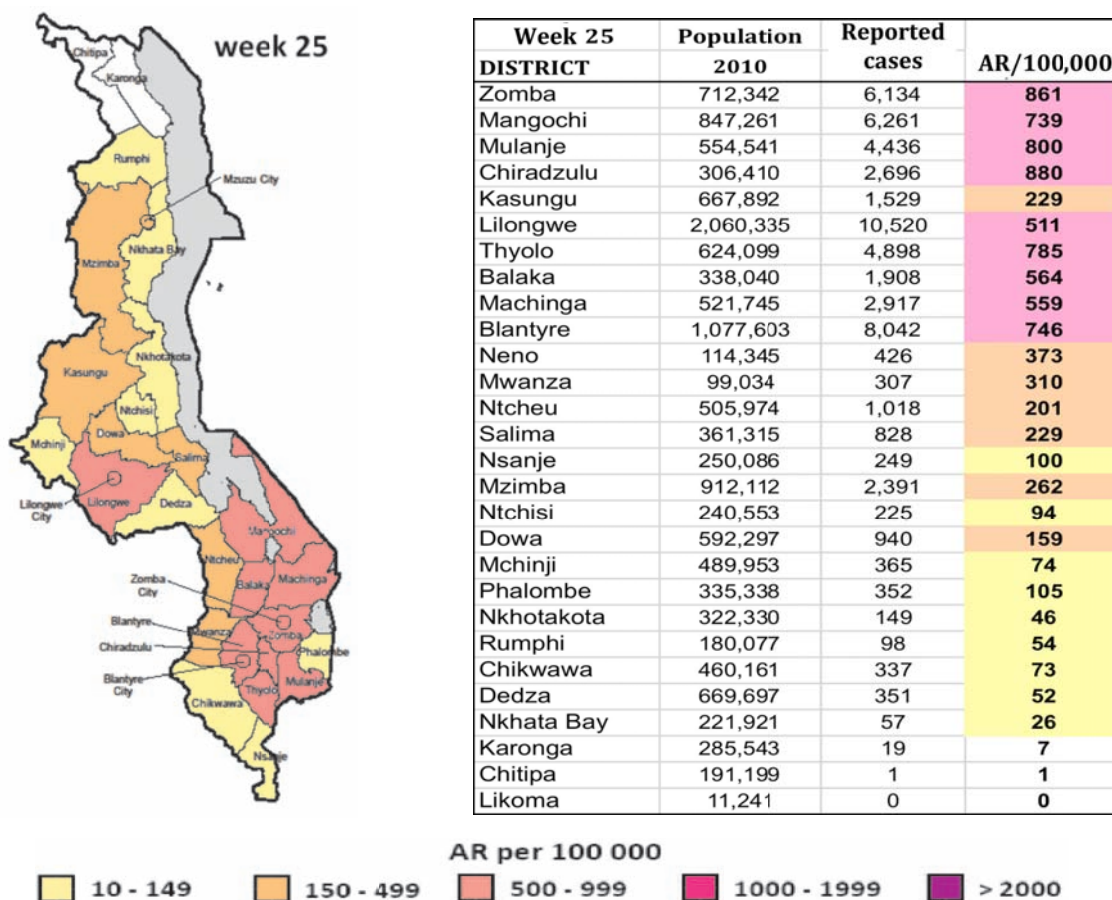 week 25
Chitipa
Karonga
Rumphi
Mzuzu City
Nkhata Bay
Mzimba
Nkhotakota
Kasungu
Ntchisi
Dowa
Mchinji
Salima
Lilongwe
City
Lilongwe
Dedza
Mangochi
Ntcheu
Zomba
City
Balaka
Machinga
Blantyre
Mwanza
Zomba
Chiradzulu
Phalombe
Blantyre
City
Thyolo
Mulanje
Chikwawa
Nsanje
Week 25 Population Reported
DISTRICT 2010 cases AR/100,000
Zomba 712,342 6,134 861
Mangochi 847,261 6,261 739
Mulanje 554,541 4,436 800
Chiradzulu 306,410 2,696 880
Kasungu 667,892 1,529 229
Lilongwe 2,060,335 10,520 511
Thyolo 624,099 4,898 785
Balaka 338,040 1,908 564
Machinga 521,745 2,917 559
Blantyre 1,077,603 8,042 746
Neno 114,345 426 373
Mwanza 99,034 307 310
Ntcheu 505,974 1,018 201
Salima 361,315 828 229
Nsanje 250,086 249 100
Mzimba 912,112 2,391 262
Ntchisi 240,553 225 94
Dowa 592,297 940 159
Mchinji 489,953 365 74
Phalombe 335,338 352 105
Nkhotakota 322,330 149 46
Rumphi 180,077 98 54
Chikwawa 460,161 337 73
Dedza 669,697 351 52
Nkhata Bay 221,921 57 26
Karonga 285,543 19 7
Chitipa 191,199 1 1
Likoma 11,241 0 0
AR per 100 000
10 - 149 150 - 499 500 - 999 1000 - 1999 > 2000